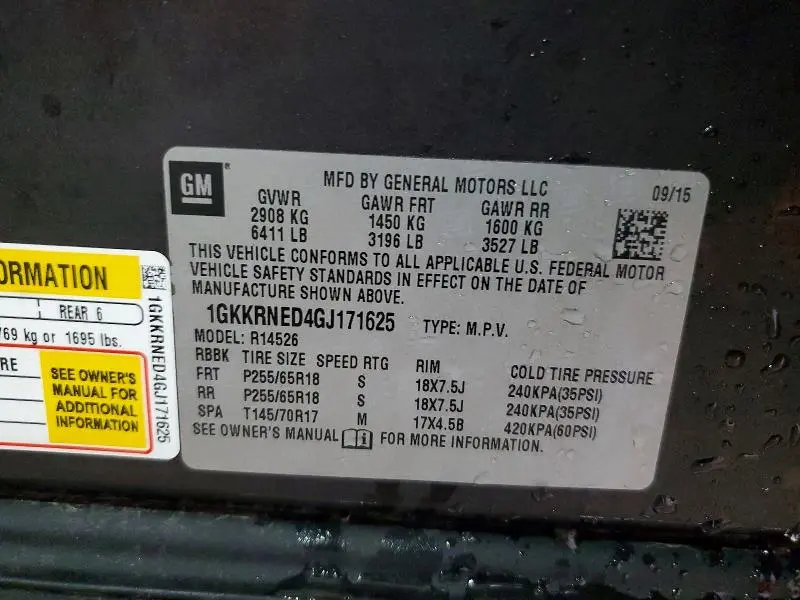 GM
MFD BY GENERAL MOTORS LLC 09/15
GVWR GAWR FRT GAWR RR
2908 KG 1450 KG 1600 KG
6411 LB 3196 LB 3527 LB
THIS VEHICLE CONFORMS TO ALL APPLICABLE U.S. FEDERAL MOTOR
VEHICLE SAFETY STANDARDS IN EFFECT ON THE DATE OF
MANUFACTURE SHOWN ABOVE.
1GKKRNED4GJ171625 TYPE: M.P.V.
MODEL: R14526
RBBK TIRE SIZE SPEED RTG RIM COLD TIRE PRESSURE
FRT P255/65R18 S 18X7.5J 240KPA(35PSI)
RR P255/65R18 S 18X7.5J 240KPA(35PSI)
SPA T145/70R17 M 17X4.5B 420KPA(60PSI)
SEE OWNER'S MANUAL FOR MORE INFORMATION.
ORMATION
REAR 6
769 kg or 1695 lbs.
RE
SEE OWNER'S
MANUAL FOR
ADDITIONAL
INFORMATION
1GKKRNED4GJ171625